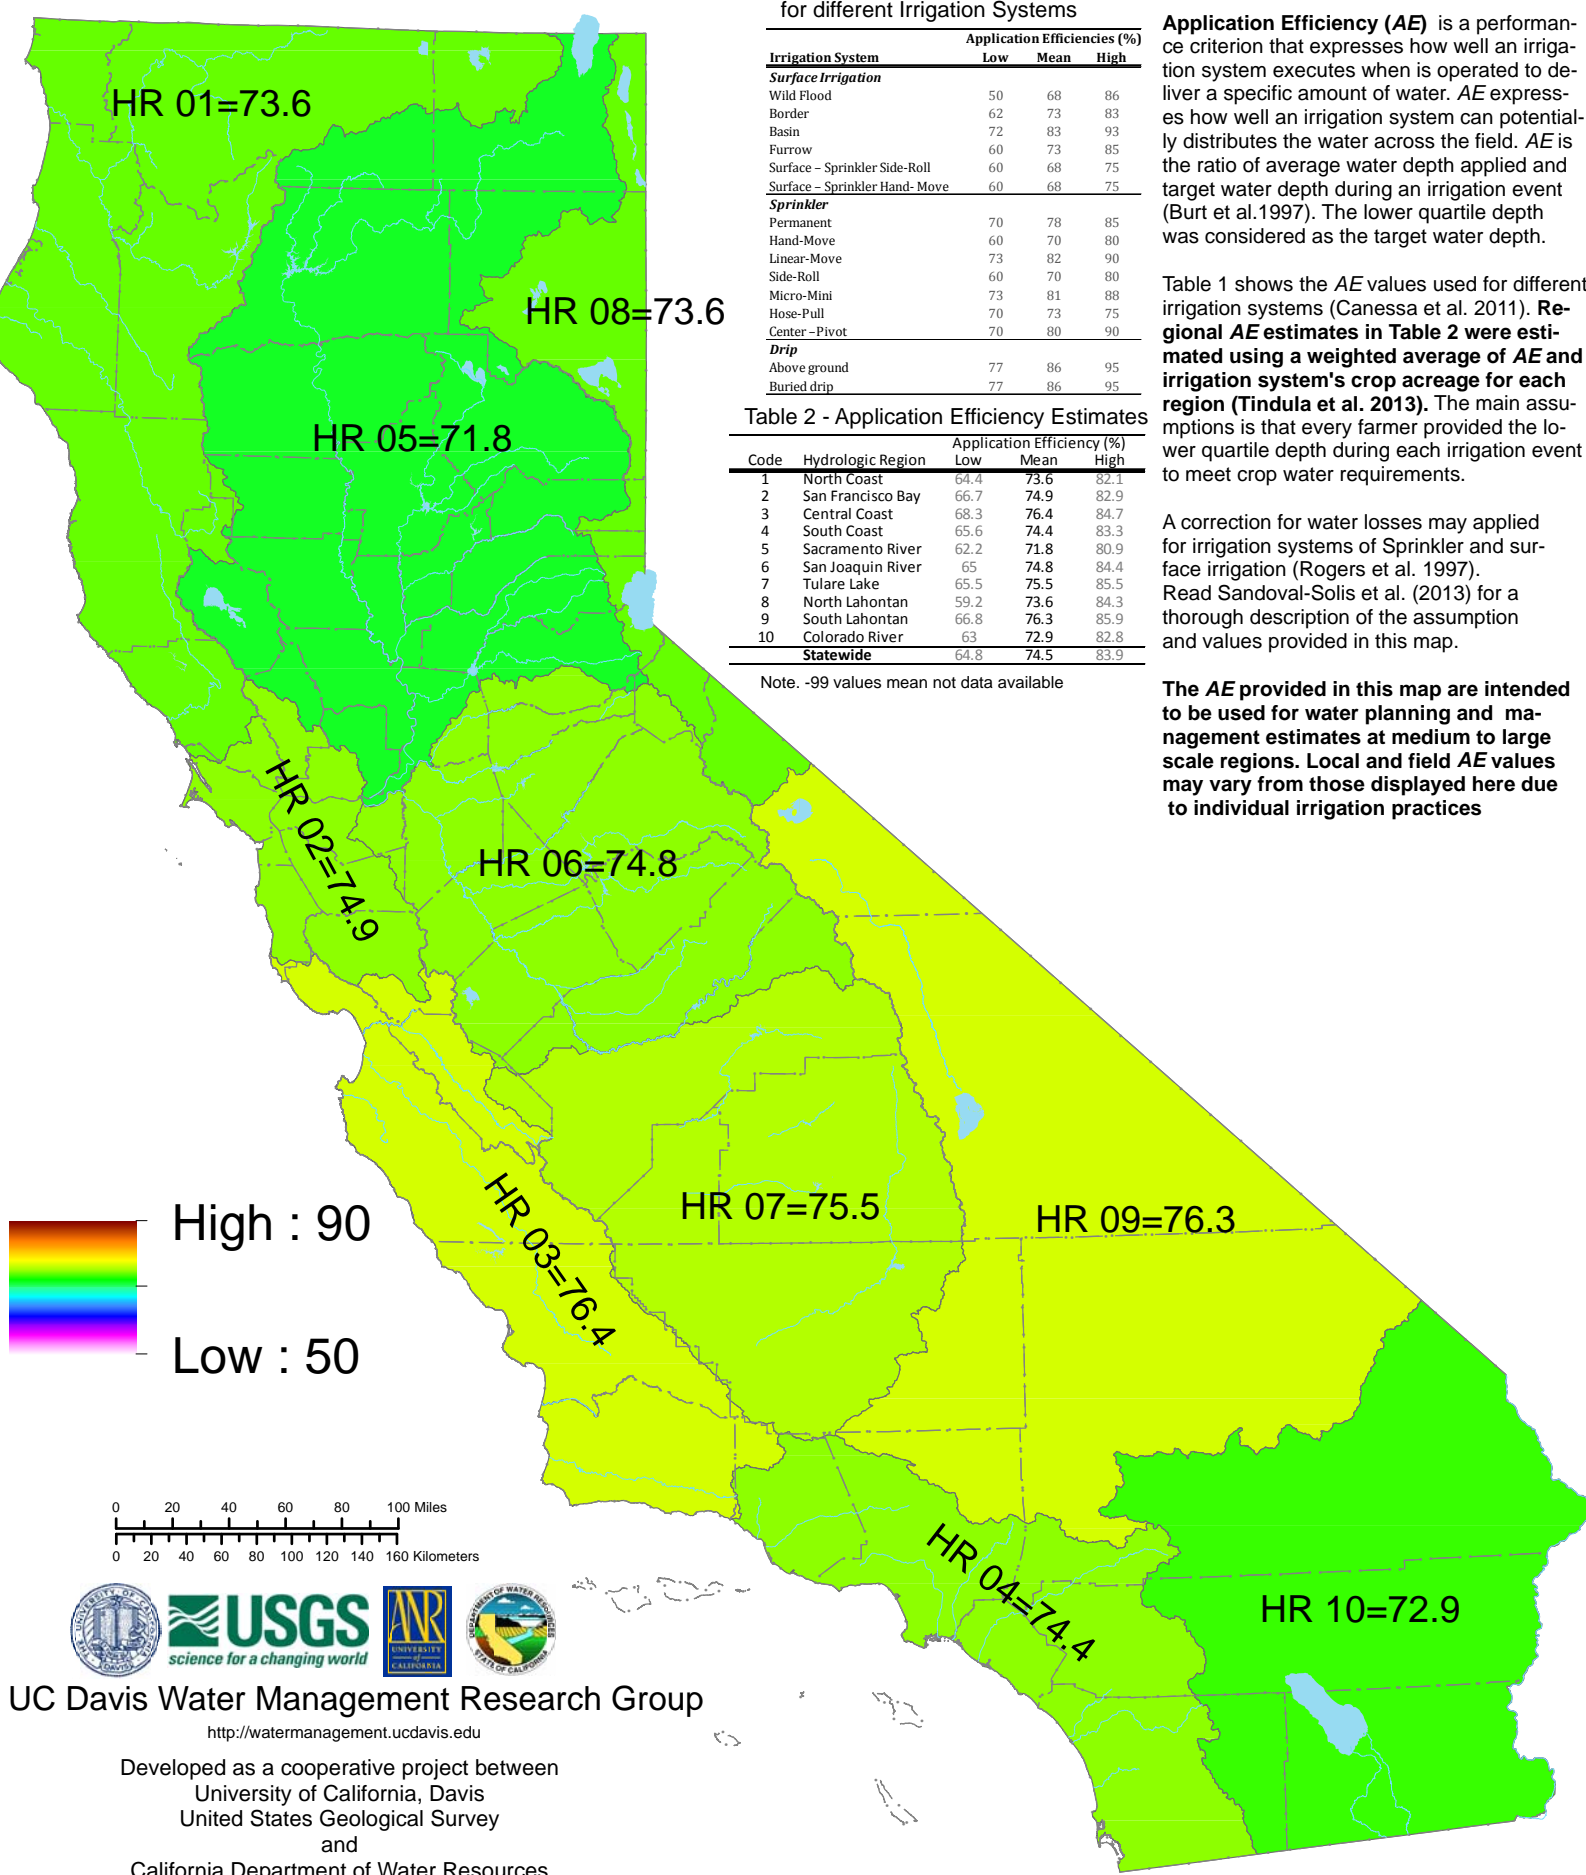 for different Irrigation Systems
Application Efficiencies (%)
Irrigation System Low Mean High
Surface Irrigation
Wild Flood 50 68 86
Border 62 73 83
Basin 72 83 93
Furrow 60 73 85
Surface – Sprinkler Side-Roll 60 68 75
Surface – Sprinkler Hand- Move 60 68 75
Sprinkler
Permanent 70 78 85
Hand-Move 60 70 80
Linear-Move 73 82 90
Side-Roll 60 70 80
Micro-Mini 73 81 88
Hose-Pull 70 73 75
Center –Pivot 70 80 90
Drip
Above ground 77 86 95
Buried drip 77 86 95
Table 2 - Application Efficiency Estimates
Application Efficiency (%)
Code Hydrologic Region Low Mean High
1 North Coast 64.4 73.6 82.1
2 San Francisco Bay 66.7 74.9 82.9
3 Central Coast 68.3 76.4 84.7
4 South Coast 65.6 74.4 83.3
5 Sacramento River 62.2 71.8 80.9
6 San Joaquin River 65 74.8 84.4
7 Tulare Lake 65.5 75.5 85.5
8 North Lahontan 59.2 73.6 84.3
9 South Lahontan 66.8 76.3 85.9
10 Colorado River 63 72.9 82.8
Statewide 64.8 74.5 83.9
Note. -99 values mean not data available
Application Efficiency (AE) is a performan-
ce criterion that expresses how well an irriga-
tion system executes when is operated to de-
liver a specific amount of water. AE express-
es how well an irrigation system can potential-
ly distributes the water across the field. AE is
the ratio of average water depth applied and
target water depth during an irrigation event
(Burt et al.1997). The lower quartile depth
was considered as the target water depth.
Table 1 shows the AE values used for different
irrigation systems (Canessa et al. 2011). Re-
gional AE estimates in Table 2 were esti-
mated using a weighted average of AE and
irrigation system's crop acreage for each
region (Tindula et al. 2013). The main assu-
mptions is that every farmer provided the lo-
wer quartile depth during each irrigation event
to meet crop water requirements.
A correction for water losses may applied
for irrigation systems of Sprinkler and sur-
face irrigation (Rogers et al. 1997).
Read Sandoval-Solis et al. (2013) for a
thorough description of the assumption
and values provided in this map.
The AE provided in this map are intended
to be used for water planning and ma-
nagement estimates at medium to large
scale regions. Local and field AE values
may vary from those displayed here due
to individual irrigation practices
HR 01=73.6
HR 08=73.6
HR 05=71.8
HR 02=74.9
HR 06=74.8
HR 03=76.4
HR 07=75.5
HR 09=76.3
HR 04=74.4
HR 10=72.9
High : 90
Low : 50
0 20 40 60 80 100 Miles
0 20 40 60 80 100 120 140 160 Kilometers
UNIVERSITY OF CALIFORNIA
DAVIS
USGS
science for a changing world
ANR
UNIVERSITY
of
CALIFORNIA
DEPARTMENT OF WATER RESOURCES
STATE OF CALIFORNIA
UC Davis Water Management Research Group
http://watermanagement.ucdavis.edu
Developed as a cooperative project between
University of California, Davis
United States Geological Survey
and
California Department of Water Resources